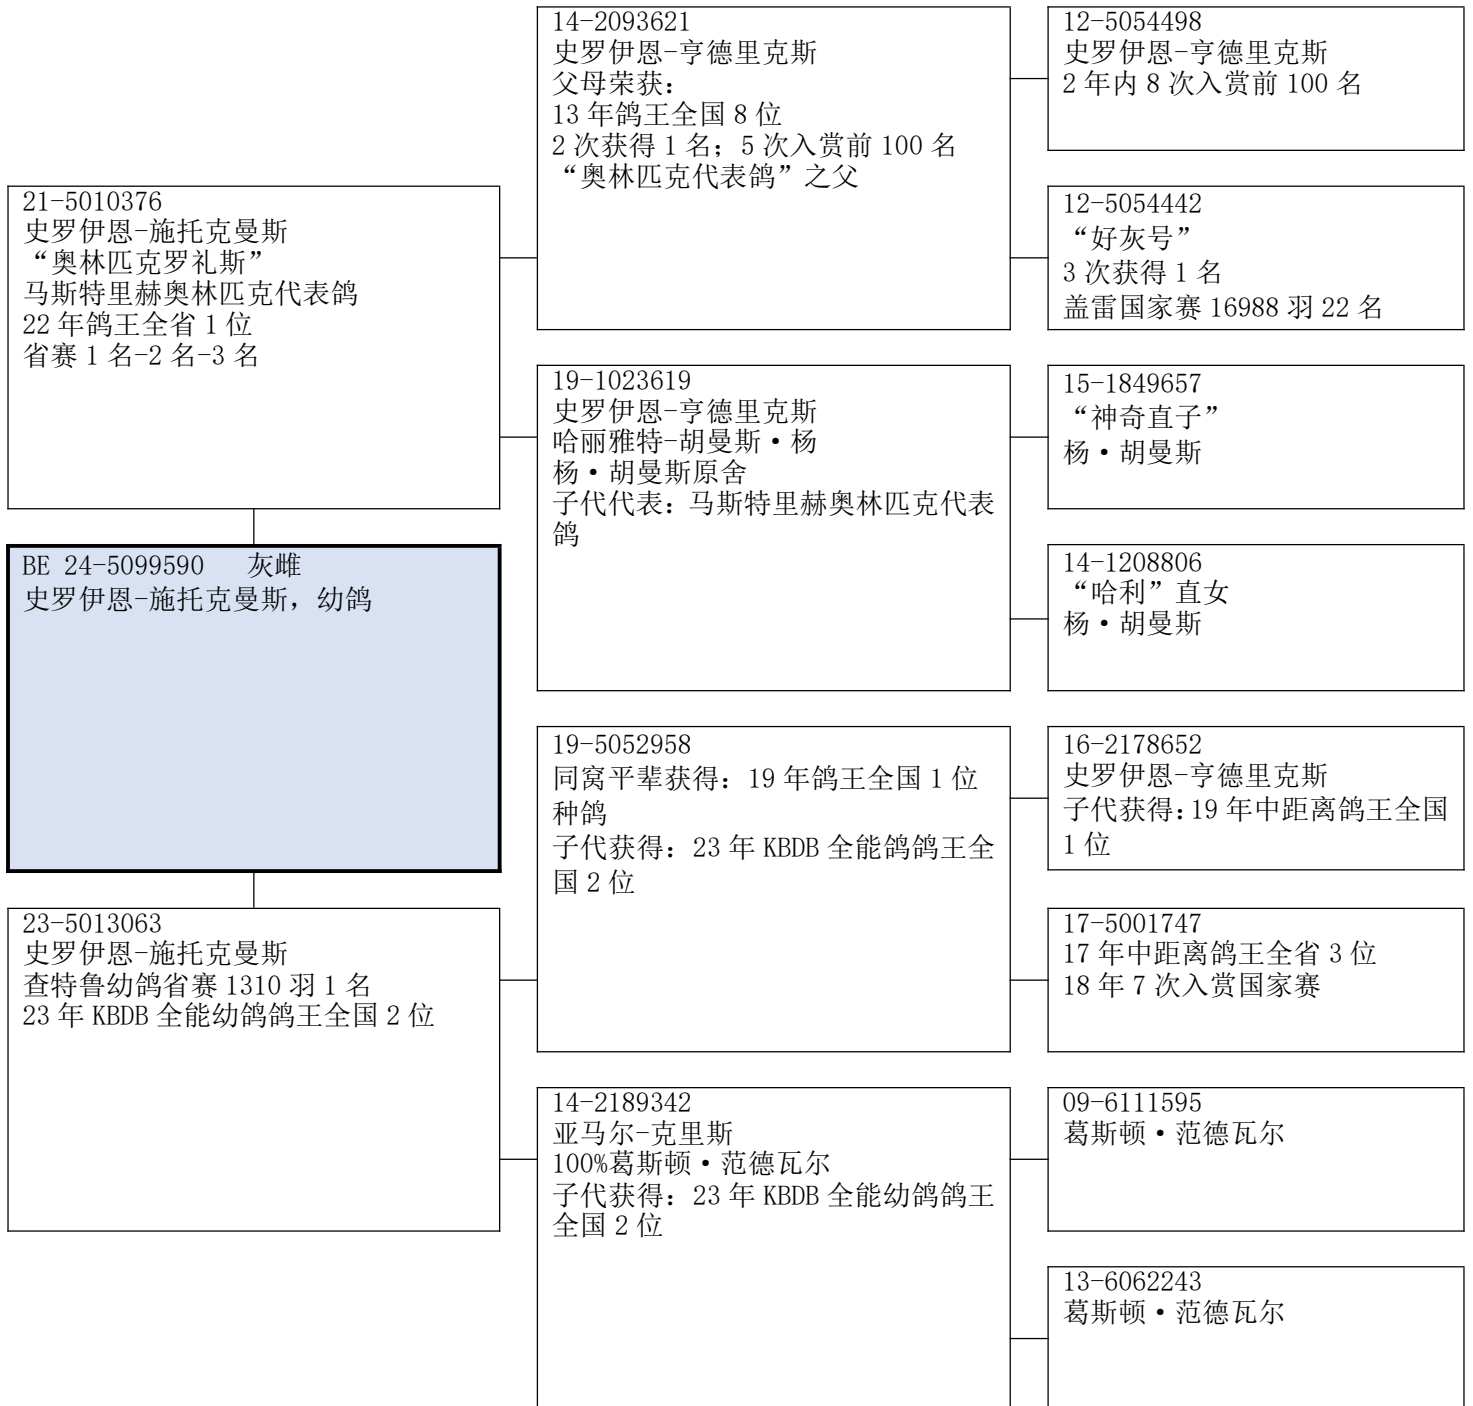 14-2093621
史罗伊恩-亨德里克斯
父母荣获：
13 年鸽王全国 8 位
2 次获得 1 名；5 次入赏前 100 名
“奥林匹克代表鸽”之父
12-5054498
史罗伊恩-亨德里克斯
2 年内 8 次入赏前 100 名
21-5010376
史罗伊恩-施托克曼斯
“奥林匹克罗礼斯”
马斯特里赫奥林匹克代表鸽
22 年鸽王全省 1 位
省赛 1 名-2 名-3 名
12-5054442
“好灰号”
3 次获得 1 名
盖雷国家赛 16988 羽 22 名
19-1023619
史罗伊恩-亨德里克斯
哈丽雅特-胡曼斯•杨
杨•胡曼斯原舍
子代代表：马斯特里赫奥林匹克代表
鸽
15-1849657
“神奇直子”
杨•胡曼斯
BE 24-5099590 灰雌
史罗伊恩-施托克曼斯，幼鸽
14-1208806
“哈利”直女
杨•胡曼斯
19-5052958
同窝平辈获得：19 年鸽王全国 1 位
种鸽
子代获得：23 年 KBDB 全能鸽鸽王全
国 2 位
16-2178652
史罗伊恩-亨德里克斯
子代获得：19 年中距离鸽王全国
1 位
23-5013063
史罗伊恩-施托克曼斯
查特鲁幼鸽省赛 1310 羽 1 名
23 年 KBDB 全能幼鸽鸽王全国 2 位
17-5001747
17 年中距离鸽王全省 3 位
18 年 7 次入赏国家赛
14-2189342
亚马尔-克里斯
100%葛斯顿•范德瓦尔
子代获得：23 年 KBDB 全能幼鸽鸽王
全国 2 位
09-6111595
葛斯顿•范德瓦尔
13-6062243
葛斯顿•范德瓦尔